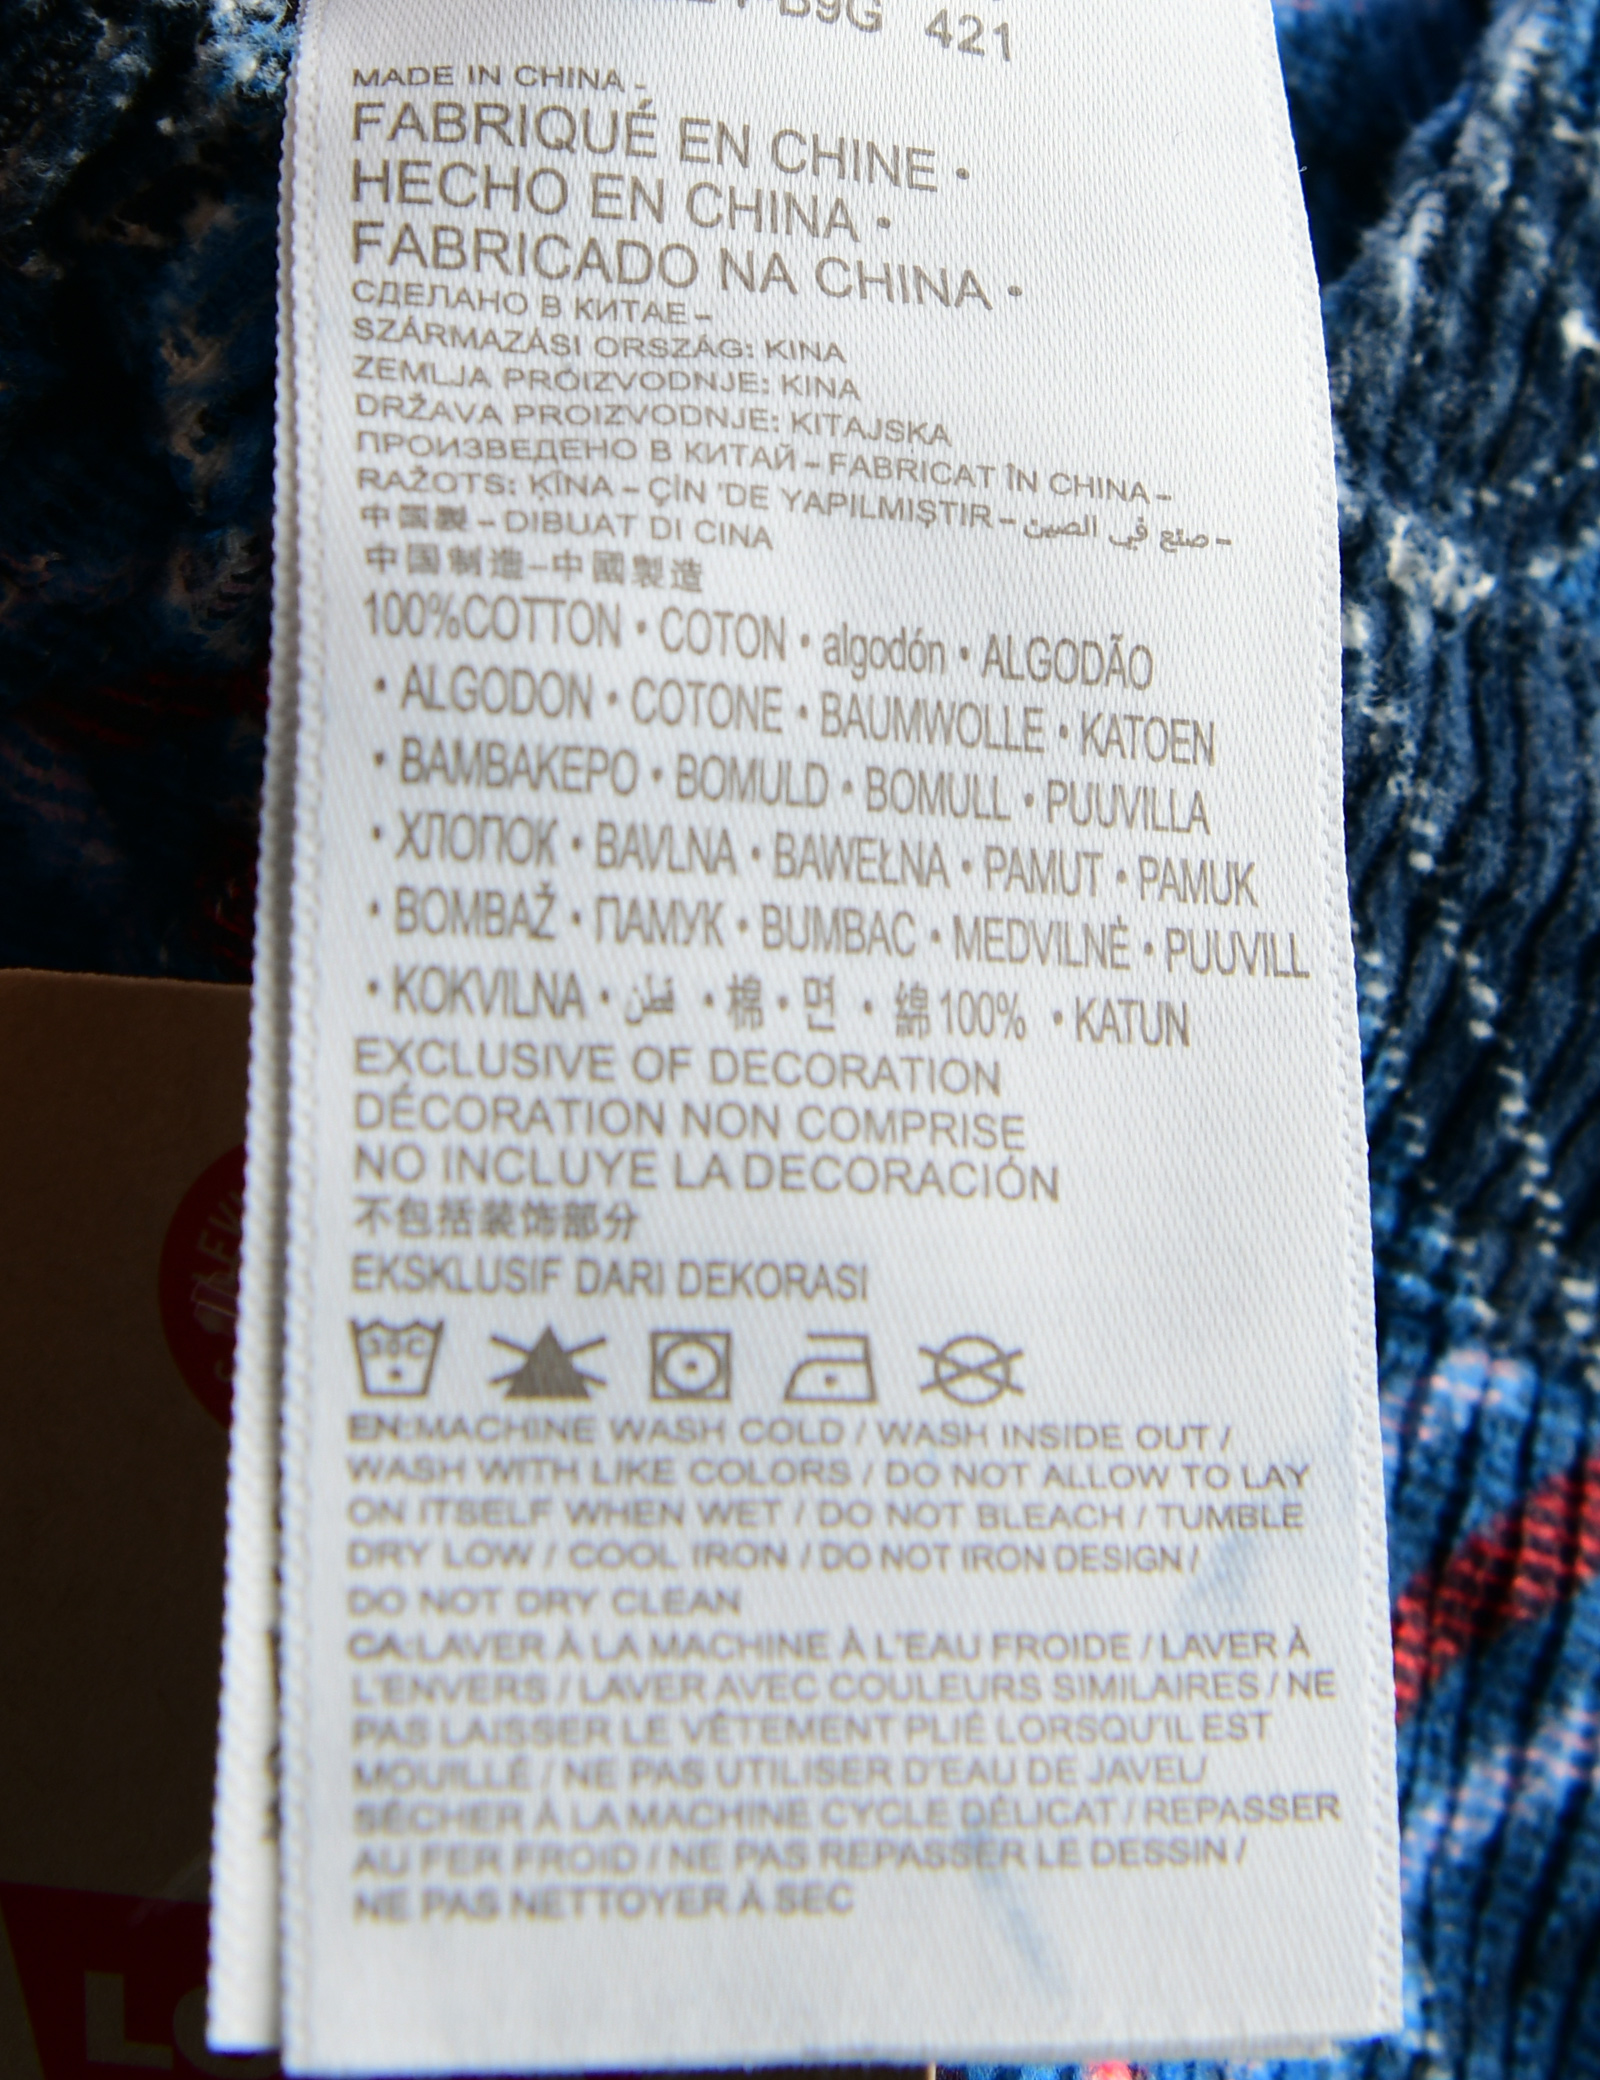 B9G 421
MADE IN CHINA -
FABRIQUÉ EN CHINE •
HECHO EN CHINA •
FABRICADO NA CHINA •
СДЕЛАНО В КИТАЕ –
SZÁRMAZÁSI ORSZÁG: KINA
ZEMLJA PROIZVODNJE: KINA
DRŽAVA PROIZVODNJE: KITAJSKA
ПРОИЗВЕДЕНО В КИТАЙ – FABRICAT ÎN CHINA –
RAŽOTS: ĶĪNA – ÇİN 'DE YAPILMIŞTIR – صنع في الصين –
中国製 – DIBUAT DI CINA
中国制造–中國製造
100%COTTON • COTON • algodón • ALGODÃO
• ALGODON • COTONE • BAUMWOLLE • KATOEN
• BAMBAKEPO • BOMULD • BOMULL • PUUVILLA
• ХЛОПОК • BAVLNA • BAWEŁNA • PAMUT • PAMUK
• BOMBAŽ • ПАМУК • BUMBAC • MEDVILNĖ • PUUVILL
• KOKVILNA • قطن • 棉 • 면 • 綿100% • KATUN
EXCLUSIVE OF DECORATION
DÉCORATION NON COMPRISE
NO INCLUYE LA DECORACIÓN
不包括装饰部分
EKSKLUSIF DARI DEKORASI
30C
EN:MACHINE WASH COLD / WASH INSIDE OUT /
WASH WITH LIKE COLORS / DO NOT ALLOW TO LAY
ON ITSELF WHEN WET / DO NOT BLEACH / TUMBLE
DRY LOW / COOL IRON / DO NOT IRON DESIGN /
DO NOT DRY CLEAN
CA:LAVER À LA MACHINE À L'EAU FROIDE / LAVER À
L'ENVERS / LAVER AVEC COULEURS SIMILAIRES / NE
PAS LAISSER LE VÊTEMENT PLIÉ LORSQU'IL EST
MOUILLÉ / NE PAS UTILISER D'EAU DE JAVEL/
SÉCHER À LA MACHINE CYCLE DÉLICAT / REPASSER
AU FER FROID / NE PAS REPASSER LE DESSIN /
NE PAS NETTOYER À SEC